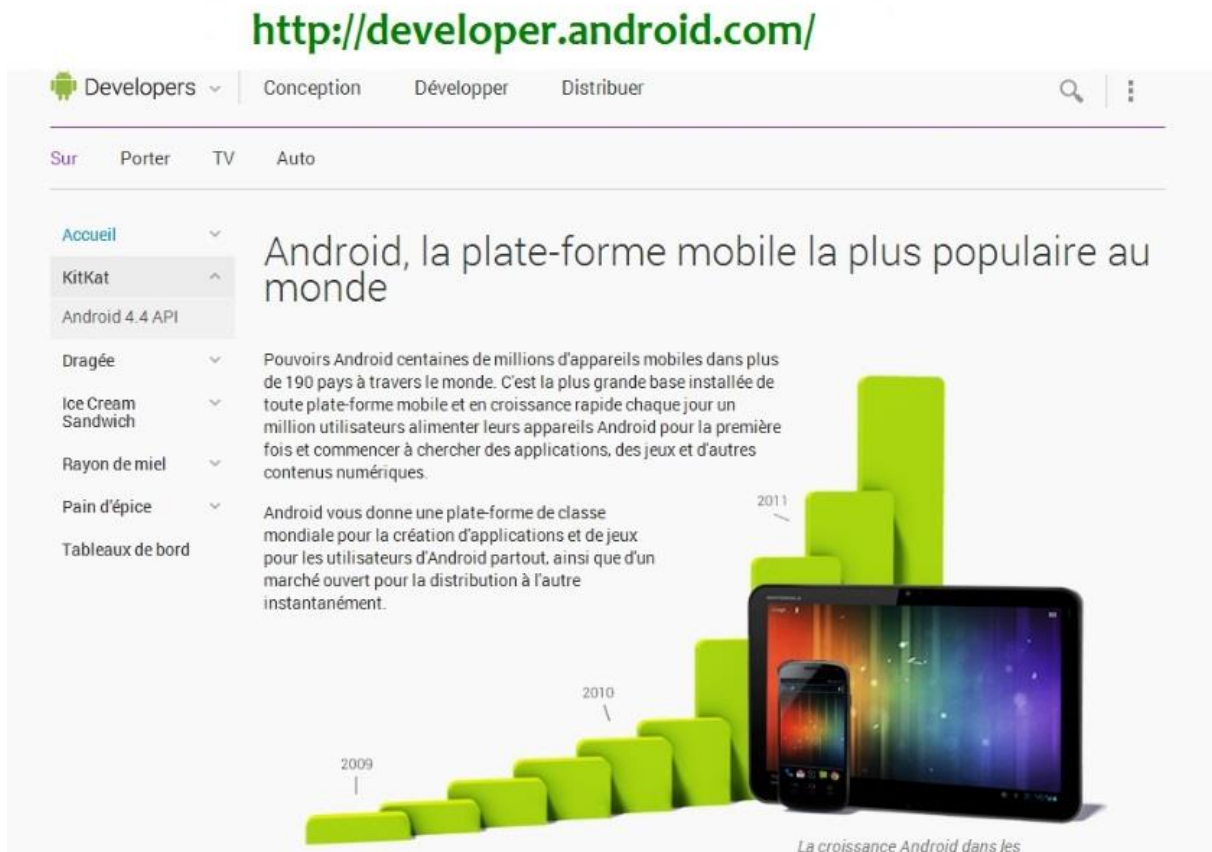 http://developer.android.com/
Developers
Conception
Développer
Distribuer
Sur
Porter
TV
Auto
Accueil
KitKat
Android 4.4 API
Dragée
Ice Cream
Sandwich
Rayon de miel
Pain d'épice
Tableaux de bord
Android, la plate-forme mobile la plus populaire au
monde
Pouvoirs Android centaines de millions d'appareils mobiles dans plus
de 190 pays à travers le monde. C'est la plus grande base installée de
toute plate-forme mobile et en croissance rapide chaque jour un
million utilisateurs alimenter leurs appareils Android pour la première
fois et commencer à chercher des applications, des jeux et d'autres
contenus numériques.
Android vous donne une plate-forme de classe
mondiale pour la création d'applications et de jeux
pour les utilisateurs d'Android partout, ainsi que d'un
marché ouvert pour la distribution à l'autre
instantanément.
2011
2010
2009
La croissance Android dans les